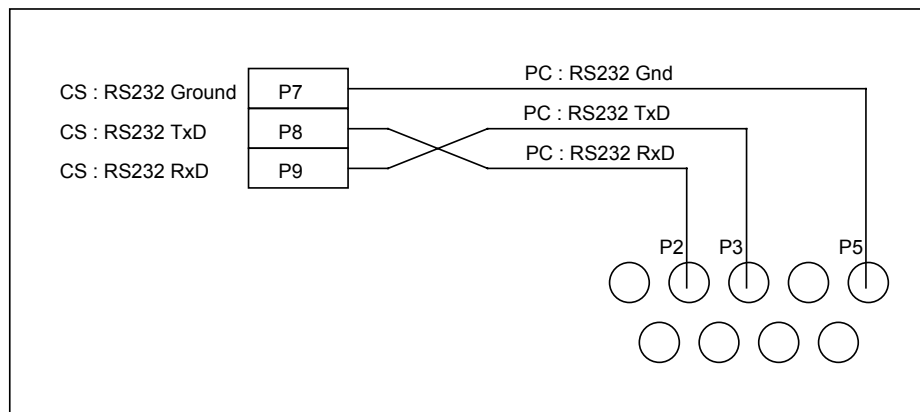 CS : RS232 Ground
P7
PC : RS232 Gnd
CS : RS232 TxD
P8
PC : RS232 TxD
CS : RS232 RxD
P9
PC : RS232 RxD
P2
P3
P5